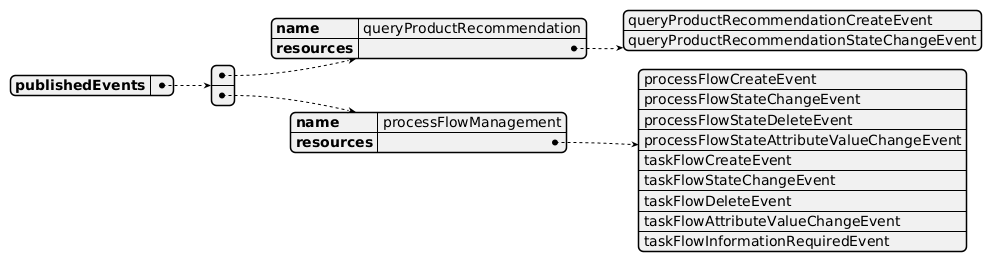 publishedEvents
name queryProductRecommendation
resources
queryProductRecommendationCreateEvent
queryProductRecommendationStateChangeEvent
name processFlowManagement
resources
processFlowCreateEvent
processFlowStateChangeEvent
processFlowStateDeleteEvent
processFlowStateAttributeValueChangeEvent
taskFlowCreateEvent
taskFlowStateChangeEvent
taskFlowDeleteEvent
taskFlowAttributeValueChangeEvent
taskFlowInformationRequiredEvent